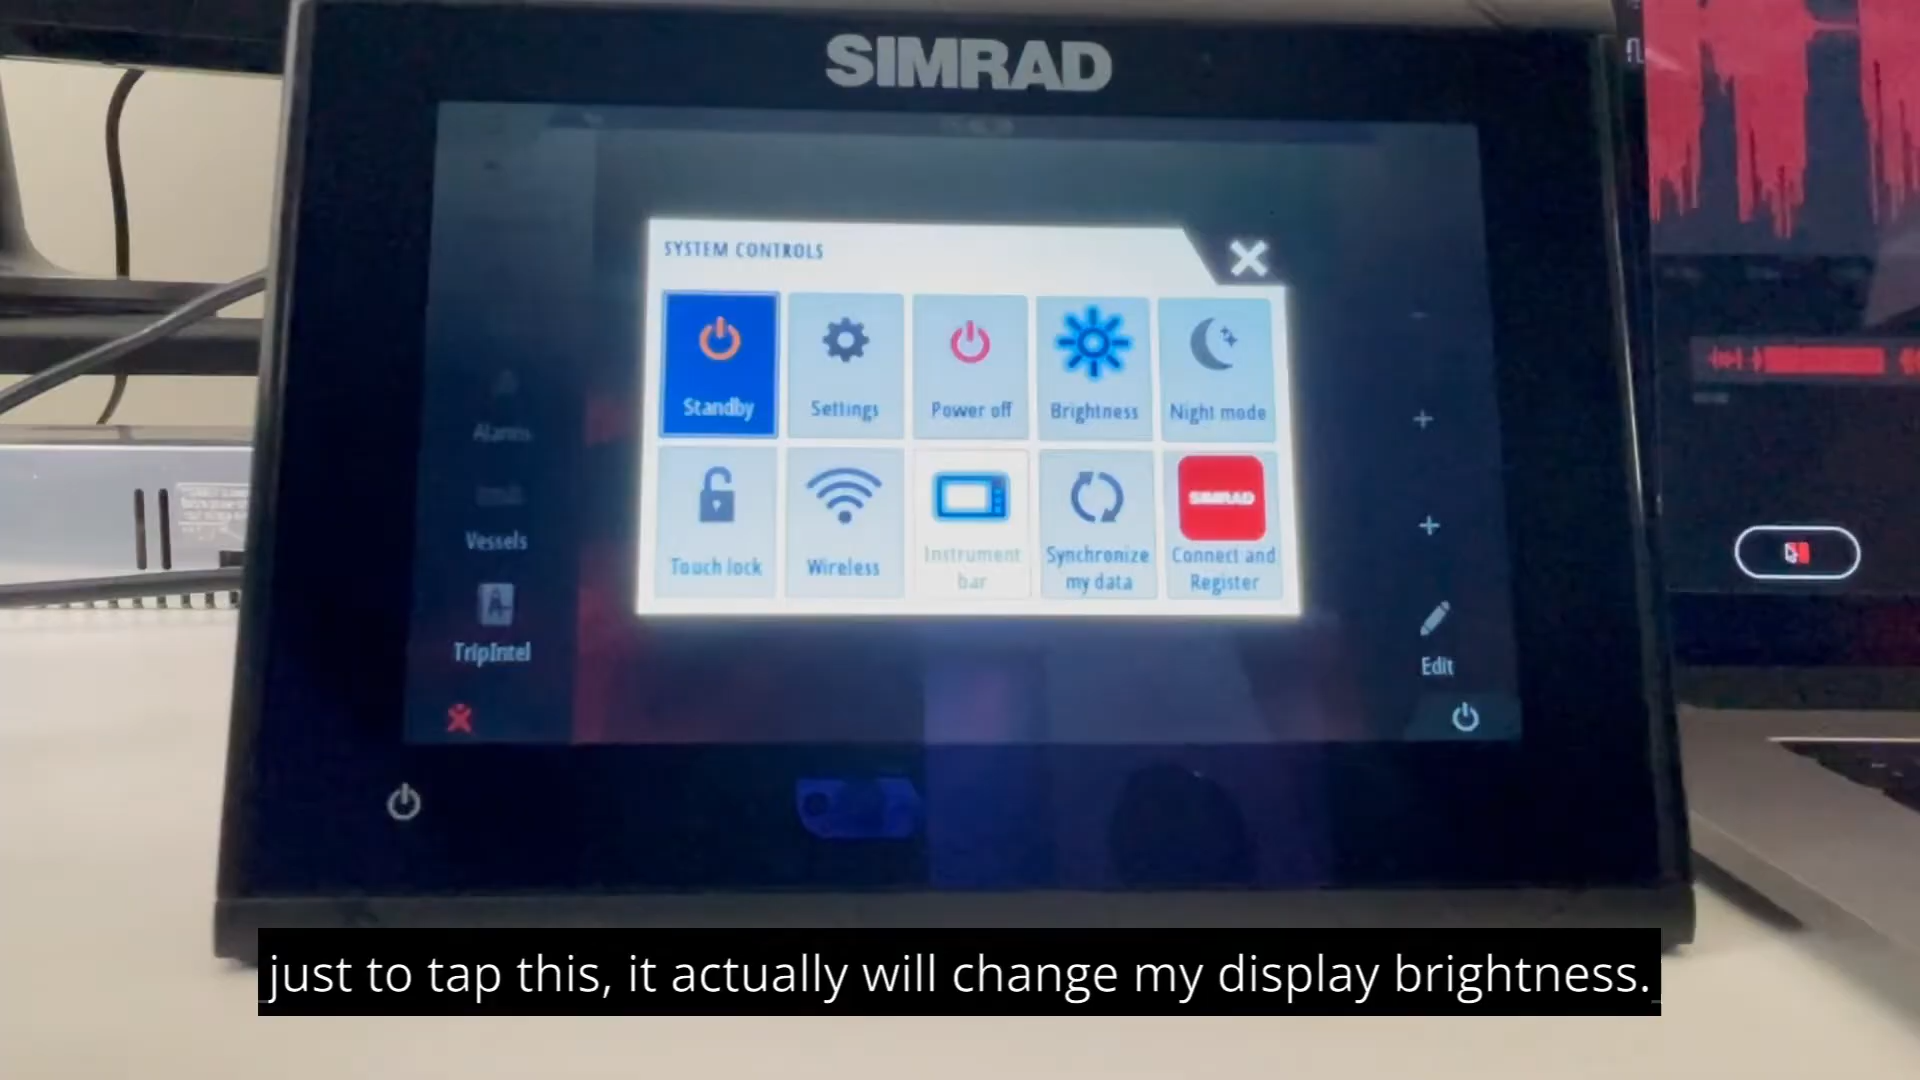 SIMRAD
SYSTEM CONTROLS
Standby
Settings
Power off
Brightness
Night mode
Touch lock
Wireless
Instrument
bar
Synchronize
my data
SIMRAD
Connect and
Register
Alarms
Vessels
TripIntel
Edit
just to tap this, it actually will change my display brightness.